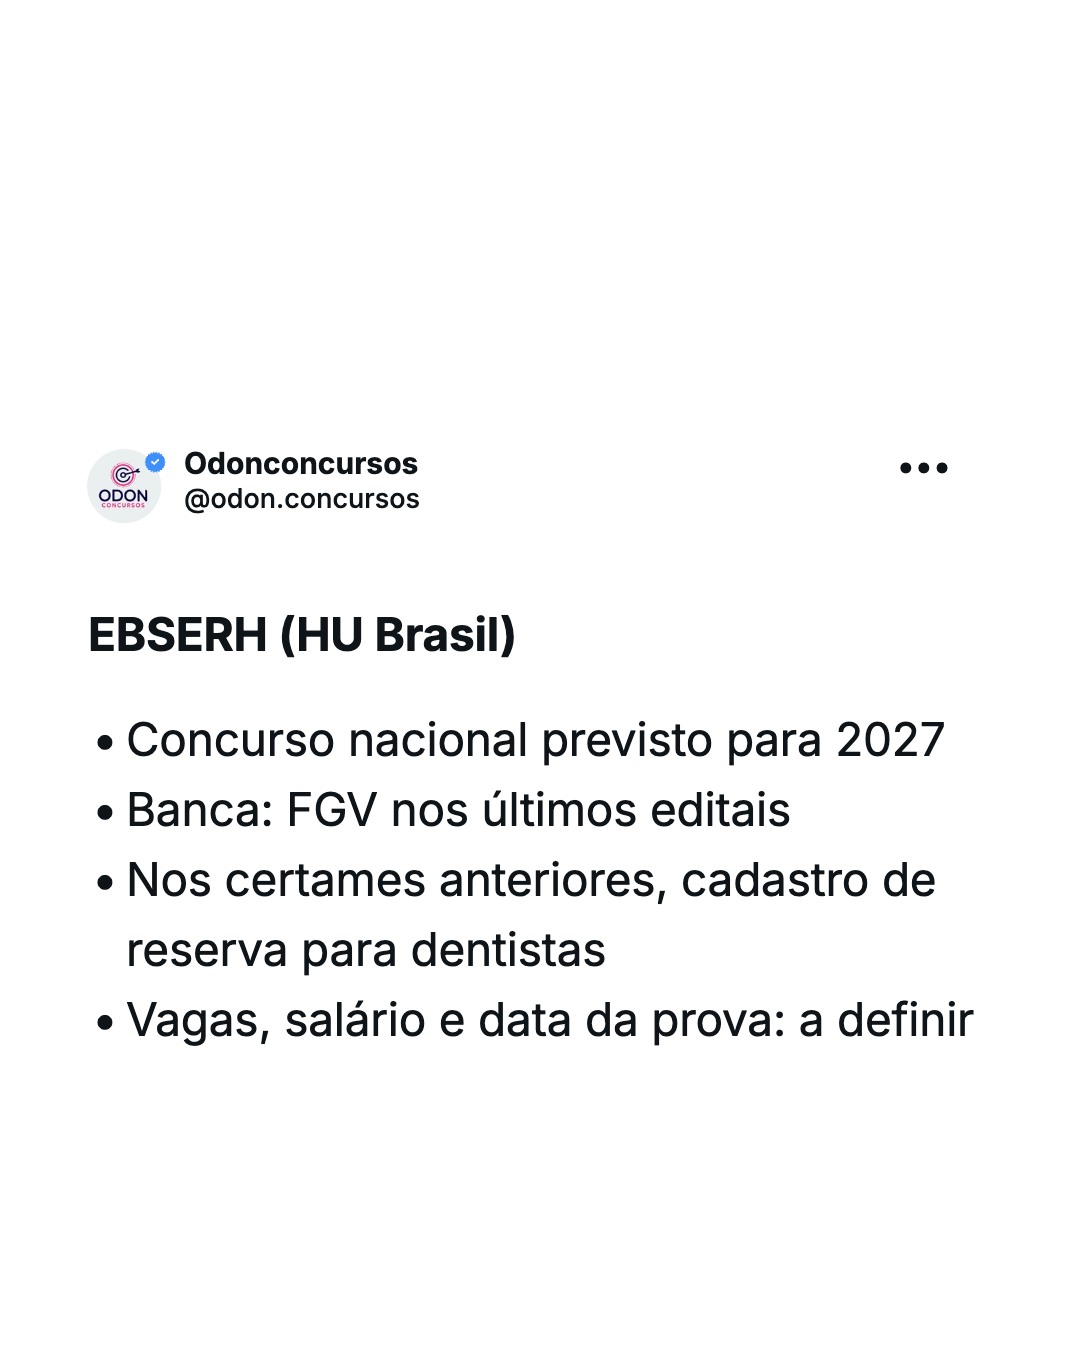 Odonconcursos
@odon.concursos
ODON
CONCURSOS
EBSERH (HU Brasil)
• Concurso nacional previsto para 2027
• Banca: FGV nos últimos editais
• Nos certames anteriores, cadastro de
reserva para dentistas
• Vagas, salário e data da prova: a definir